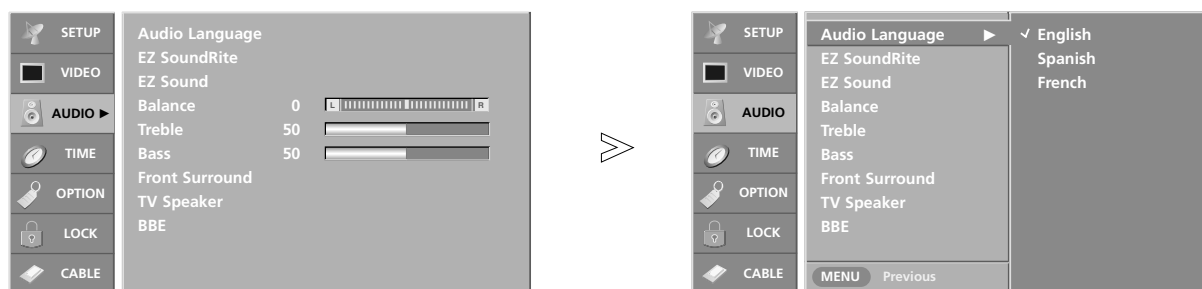 SETUP
VIDEO
AUDIO ►
TIME
OPTION
LOCK
CABLE
Audio Language
EZ SoundRite
EZ Sound
Balance 0 L R
Treble 50
Bass 50
Front Surround
TV Speaker
BBE
SETUP
VIDEO
AUDIO
TIME
OPTION
LOCK
CABLE
Audio Language ►
EZ SoundRite
EZ Sound
Balance
Treble
Bass
Front Surround
TV Speaker
BBE
MENU Previous
✓ English
Spanish
French